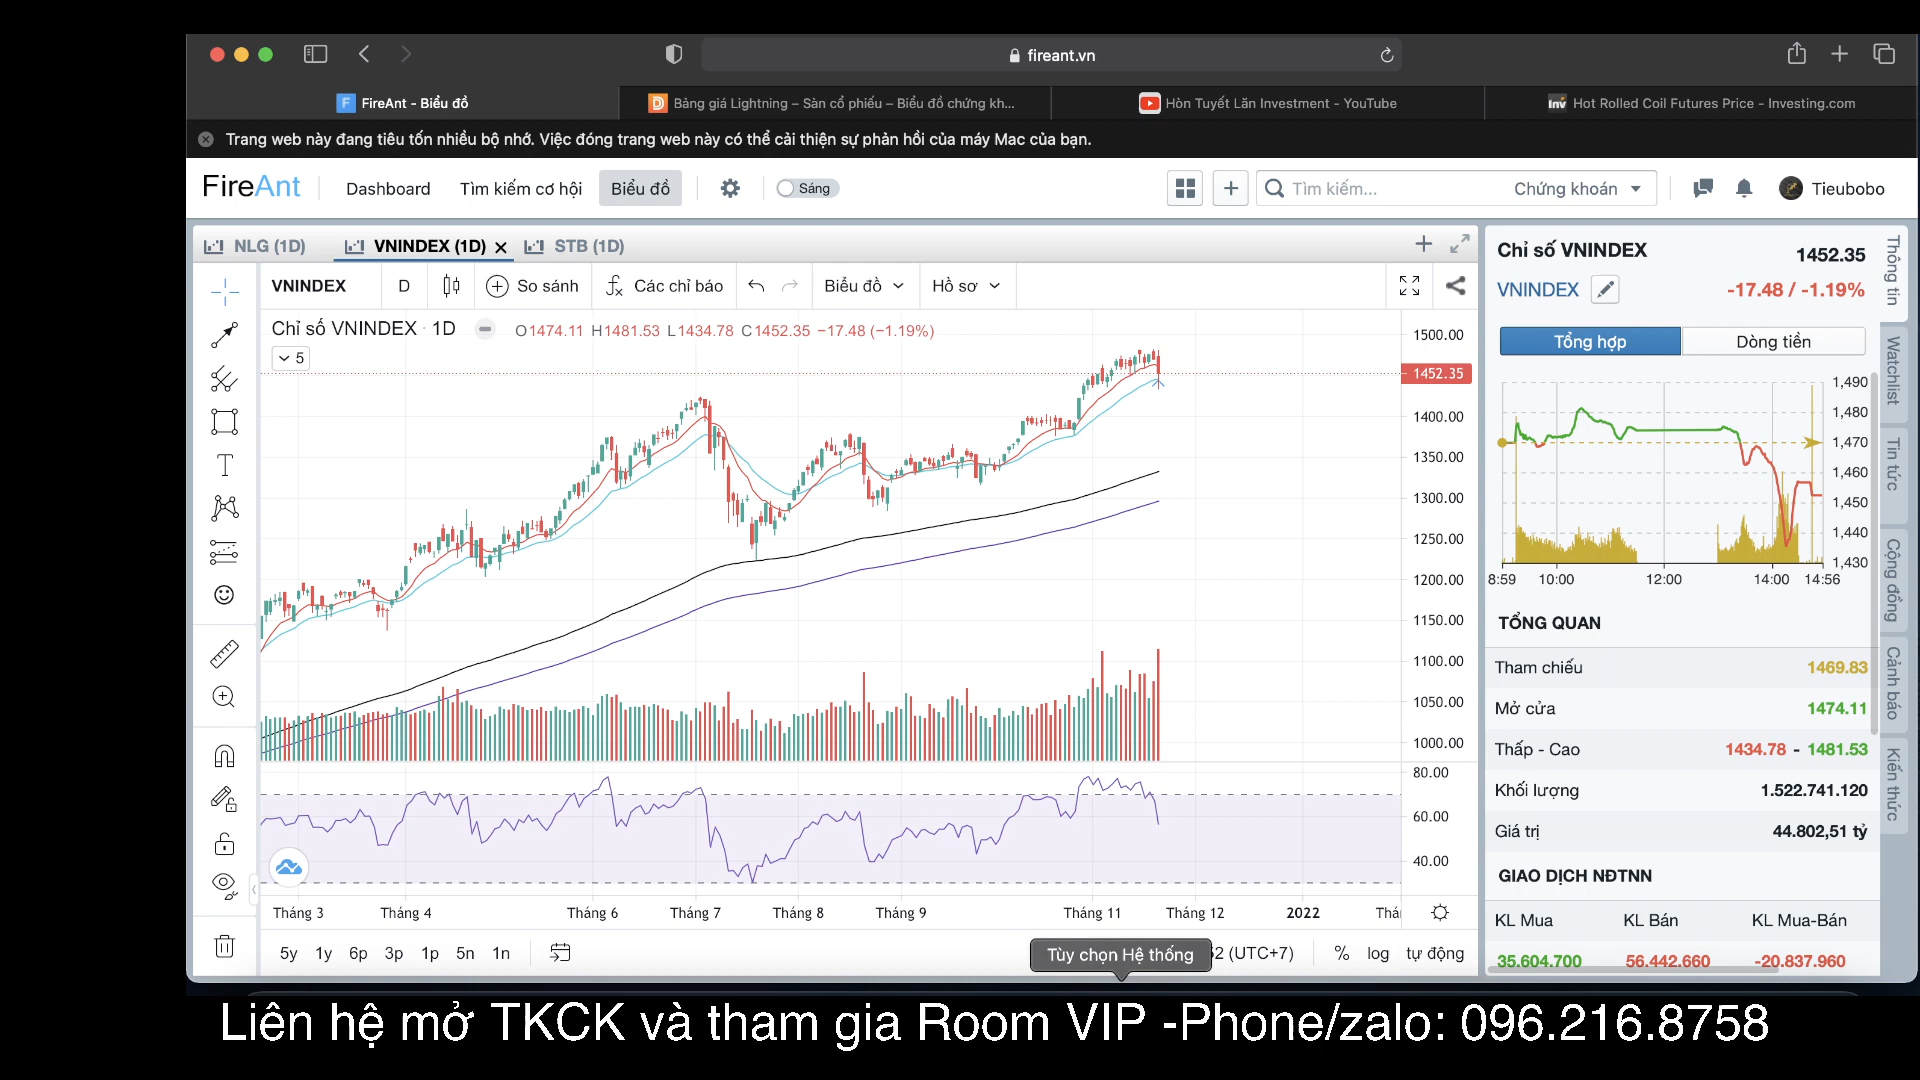 fireant.vn
F FireAnt - Biểu đồ
D Bảng giá Lightning – Sàn cổ phiếu – Biểu đồ chứng kh...
Hòn Tuyết Lăn Investment - YouTube
Inv Hot Rolled Coil Futures Price - Investing.com
Trang web này đang tiêu tốn nhiều bộ nhớ. Việc đóng trang web này có thể cải thiện sự phản hồi của máy Mac của bạn.
FireAnt Dashboard Tìm kiếm cơ hội Biểu đồ Sáng Tìm kiếm... Chứng khoán Tieubobo
NLG (1D) VNINDEX (1D) STB (1D)
VNINDEX D So sánh Các chỉ báo Biểu đồ Hồ sơ
Chỉ số VNINDEX · 1D O1474.11 H1481.53 L1434.78 C1452.35 −17.48 (−1.19%)
5
1500.00
1452.35
1400.00
1350.00
1300.00
1250.00
1200.00
1150.00
1100.00
1050.00
1000.00
80.00
60.00
40.00
Tháng 3 Tháng 4 Tháng 6 Tháng 7 Tháng 8 Tháng 9 Tháng 11 Tháng 12 2022 Thá
5y 1y 6p 3p 1p 5n 1n
Tùy chọn Hệ thống
52 (UTC+7) % log tự động
Chỉ số VNINDEX 1452.35
VNINDEX -17.48 / -1.19%
Tổng hợp Dòng tiền
1,490
1,480
1,470
1,460
1,450
1,440
1,430
8:59 10:00 12:00 14:00 14:56
TỔNG QUAN
Tham chiếu 1469.83
Mở cửa 1474.11
Thấp - Cao 1434.78 - 1481.53
Khối lượng 1.522.741.120
Giá trị 44.802,51 tỷ
GIAO DỊCH NĐTNN
KL Mua KL Bán KL Mua-Bán
35.604.700 56.442.660 -20.837.960
Thông tin
Watchlist
Tin tức
Cộng đồng
Cảnh báo
Kiến thức
Liên hệ mở TKCK và tham gia Room VIP -Phone/zalo: 096.216.8758